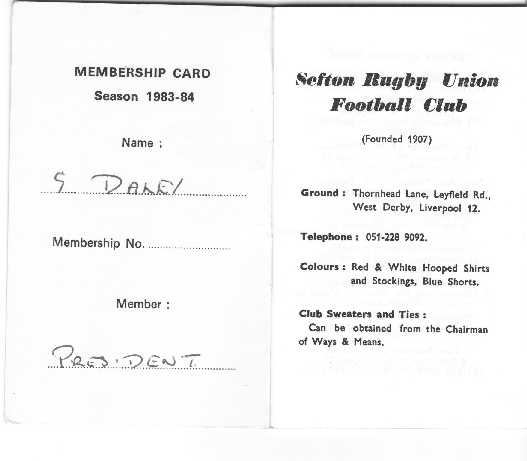 MEMBERSHIP CARD
Season 1983-84
Name :
S DALEY
Membership No.
Member :
PRESIDENT
Sefton Rugby Union
Football Club
(Founded 1907)
Ground : Thornhead Lane, Leyfield Rd.,
West Derby, Liverpool 12.
Telephone : 051-228 9092.
Colours : Red & White Hooped Shirts
and Stockings, Blue Shorts.
Club Sweaters and Ties :
Can be obtained from the Chairman
of Ways & Means.